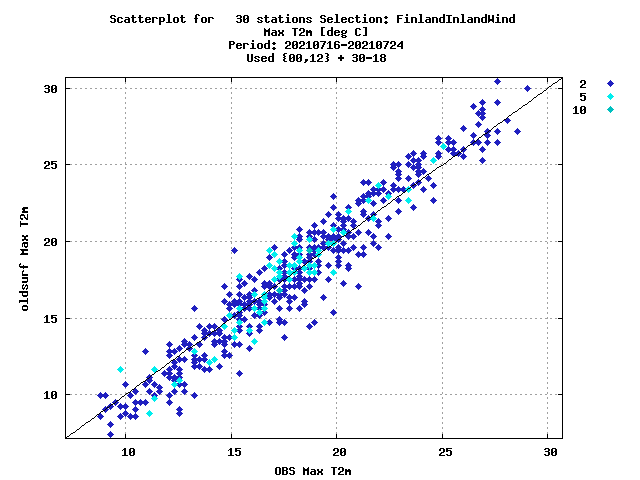 Scatterplot for   30 stations Selection: FinlandInlandWind
Max T2m [deg C]
Period: 20210716-20210724
Used {00,12} + 30-18
2
5
10
30
25
20
15
10
oldsurf Max T2m
10 15 20 25 30
OBS Max T2m